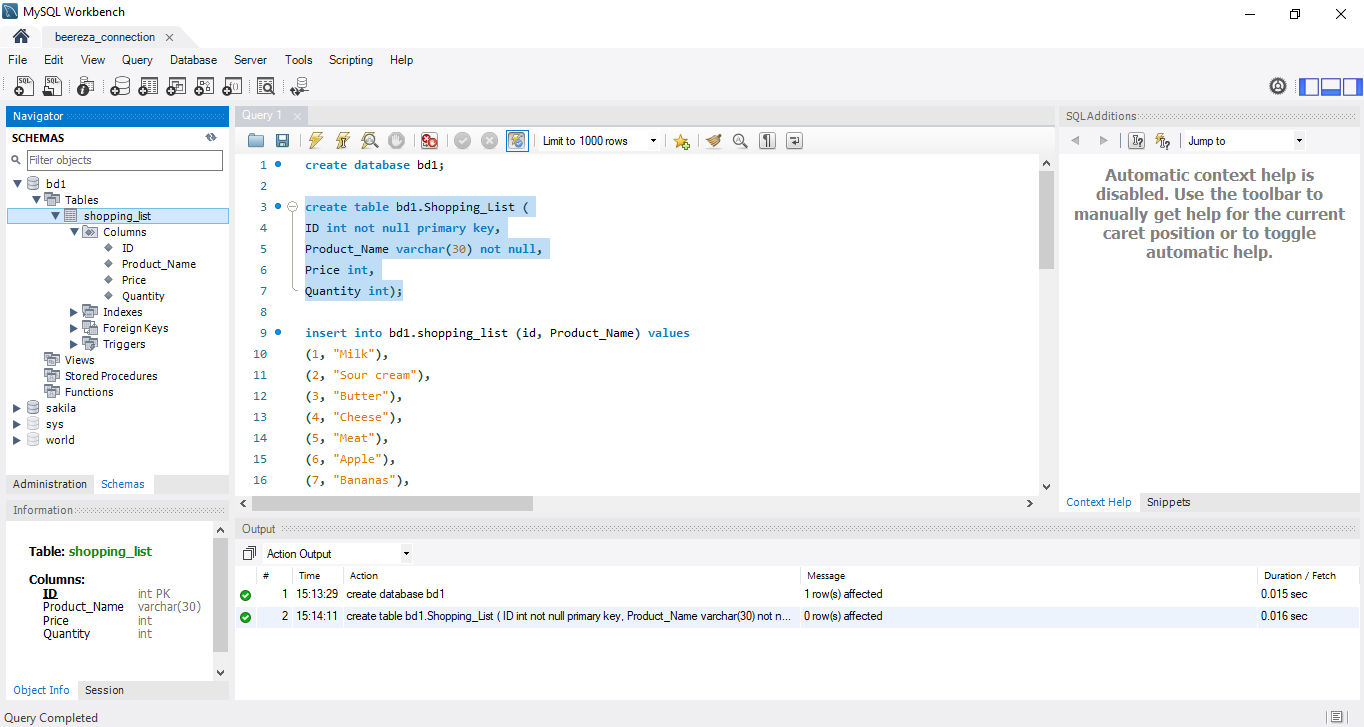 MySQL Workbench
beereza_connection
File Edit View Query Database Server Tools Scripting Help
Navigator
SCHEMAS
Filter objects
bd1
Tables
shopping_list
Columns
ID
Product_Name
Price
Quantity
Indexes
Foreign Keys
Triggers
Views
Stored Procedures
Functions
sakila
sys
world
Administration Schemas
Information
Table: shopping_list
Columns:
ID int PK
Product_Name varchar(30)
Price int
Quantity int
Object Info Session
Query 1
Limit to 1000 rows
1 create database bd1;
2
3 create table bd1.Shopping_List (
4 ID int not null primary key,
5 Product_Name varchar(30) not null,
6 Price int,
7 Quantity int);
8
9 insert into bd1.shopping_list (id, Product_Name) values
10 (1, "Milk"),
11 (2, "Sour cream"),
12 (3, "Butter"),
13 (4, "Cheese"),
14 (5, "Meat"),
15 (6, "Apple"),
16 (7, "Bananas"),
SQLAdditions
Jump to
Automatic context help is
disabled. Use the toolbar to
manually get help for the current
caret position or to toggle
automatic help.
Context Help Snippets
Output
Action Output
# Time Action Message Duration / Fetch
1 15:13:29 create database bd1 1 row(s) affected 0.015 sec
2 15:14:11 create table bd1.Shopping_List ( ID int not null primary key, Product_Name varchar(30) not n... 0 row(s) affected 0.016 sec
Query Completed